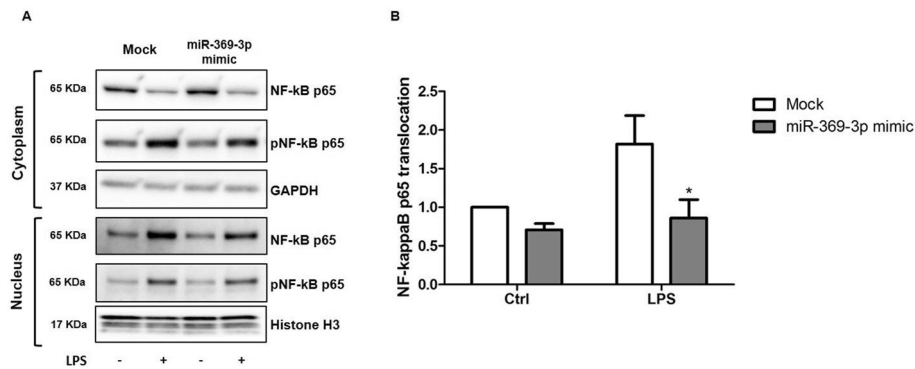 A
Mock
miR-369-3p
mimic
Cytoplasm
65 KDa
NF-kB p65
65 KDa
pNF-kB p65
37 KDa
GAPDH
Nucleus
65 KDa
NF-kB p65
65 KDa
pNF-kB p65
17 KDa
Histone H3
LPS - + - +
B
NF-kappaB p65 translocation
2.5
2.0
1.5
1.0
0.5
0.0
*
Ctrl
LPS
Mock
miR-369-3p mimic